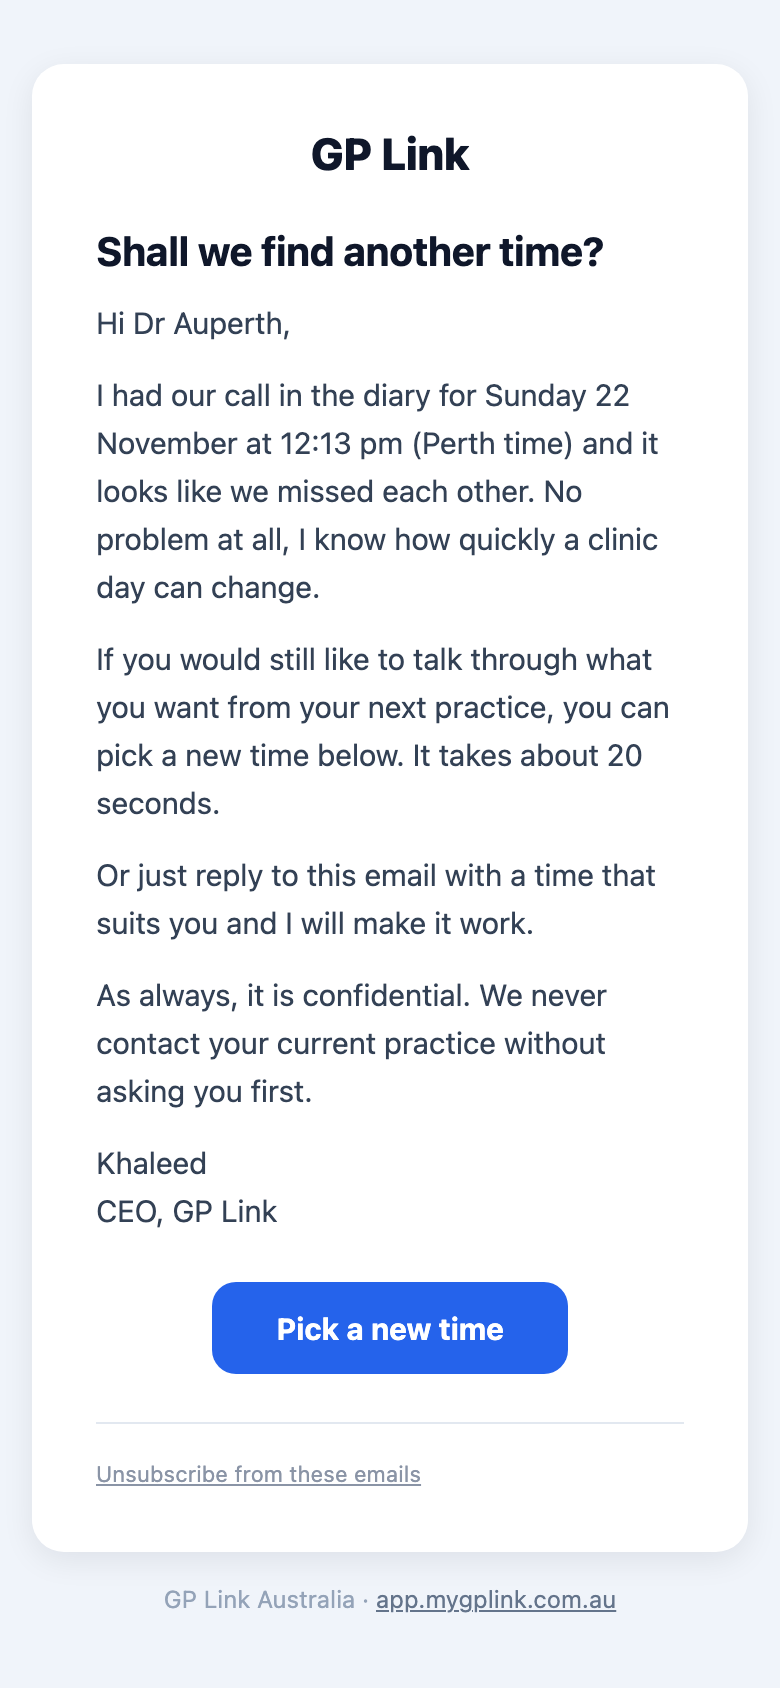 GP Link
Shall we find another time?
Hi Dr Auperth,
I had our call in the diary for Sunday 22
November at 12:13 pm (Perth time) and it
looks like we missed each other. No
problem at all, I know how quickly a clinic
day can change.
If you would still like to talk through what
you want from your next practice, you can
pick a new time below. It takes about 20
seconds.
Or just reply to this email with a time that
suits you and I will make it work.
As always, it is confidential. We never
contact your current practice without
asking you first.
Khaleed
CEO, GP Link
Pick a new time
Unsubscribe from these emails
GP Link Australia · app.mygplink.com.au